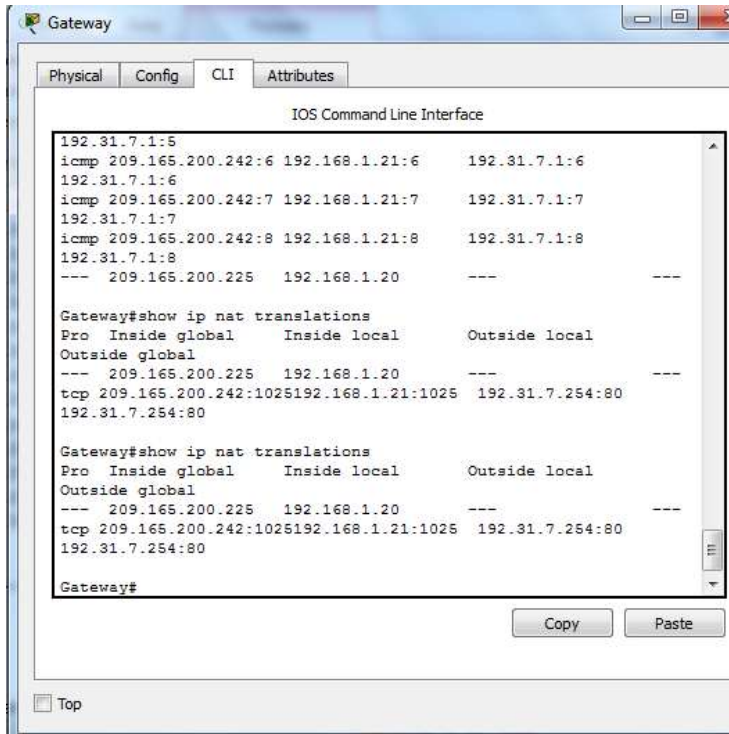 Gateway
Physical Config CLI Attributes
IOS Command Line Interface
192.31.7.1:5
icmp 209.165.200.242:6 192.168.1.21:6 192.31.7.1:6
192.31.7.1:6
icmp 209.165.200.242:7 192.168.1.21:7 192.31.7.1:7
192.31.7.1:7
icmp 209.165.200.242:8 192.168.1.21:8 192.31.7.1:8
192.31.7.1:8
--- 209.165.200.225 192.168.1.20 --- ---
Gateway#show ip nat translations
Pro Inside global Inside local Outside local
Outside global
--- 209.165.200.225 192.168.1.20 --- ---
tcp 209.165.200.242:1025192.168.1.21:1025 192.31.7.254:80
192.31.7.254:80
Gateway#show ip nat translations
Pro Inside global Inside local Outside local
Outside global
--- 209.165.200.225 192.168.1.20 --- ---
tcp 209.165.200.242:1025192.168.1.21:1025 192.31.7.254:80
192.31.7.254:80
Gateway#
Copy Paste
Top